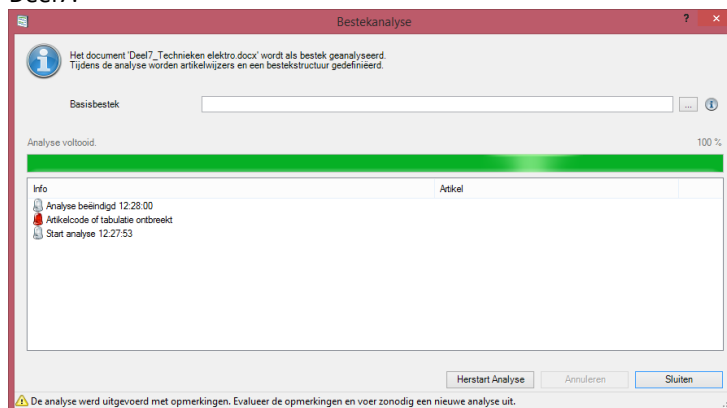 Deel7.
Bestekanalyse
?
×
Het document 'Deel7_Technieken elektro.docx' wordt als bestek geanalyseerd.
Tijdens de analyse worden artikelwijzers en een bestekstructuur gedefiniëerd.
Basisbestek
...
Analyse voltooid.
100 %
Info Artikel
Analyse beëindigd 12:28:00
Artikelcode of tabulatie ontbreekt
Start analyse 12:27:53
Herstart Analyse Annuleren Sluiten
De analyse werd uitgevoerd met opmerkingen. Evalueer de opmerkingen en voer zonodig een nieuwe analyse uit.